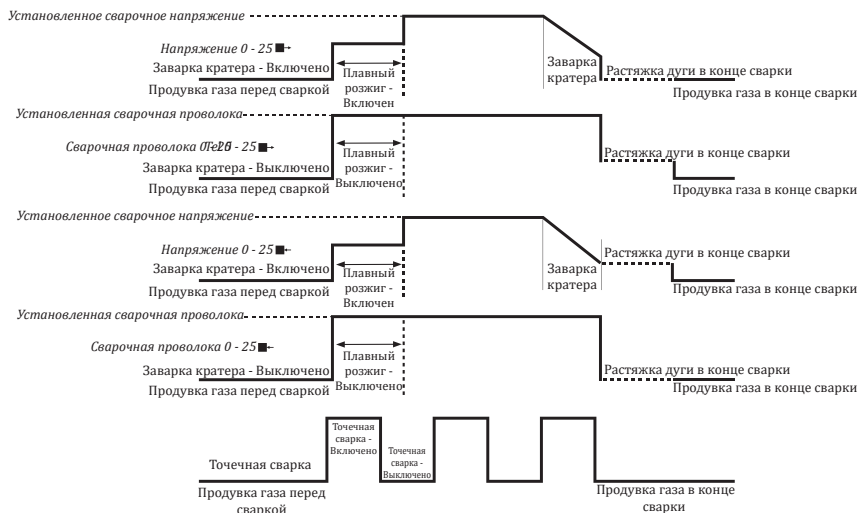 Установленное сварочное напряжение
Напряжение 0 - 25
Заварка кратера - Включено
Продувка газа перед сваркой
Плавный
розжиг -
Включен
Заварка
кратера
Растяжка дуги в конце сварки
Продувка газа в конце сварки
Установленная сварочная проволока
Сварочная проволока 0 - 25
Заварка кратера - Выключено
Продувка газа перед сваркой
Плавный
розжиг -
Выключено
Растяжка дуги в конце сварки
Продувка газа в конце сварки
Установленное сварочное напряжение
Напряжение 0 - 25
Заварка кратера - Включено
Продувка газа перед сваркой
Плавный
розжиг -
Включен
Заварка
кратера
Растяжка дуги в конце сварки
Продувка газа в конце сварки
Установленная сварочная проволока
Сварочная проволока 0 - 25
Заварка кратера - Выключено
Продувка газа перед сваркой
Плавный
розжиг -
Выключено
Растяжка дуги в конце сварки
Продувка газа в конце сварки
Точечная сварка
Продувка газа перед
сваркой
Точечная
сварка -
Включено
Точечная
сварка -
Выключено
Продувка газа в конце
сварки